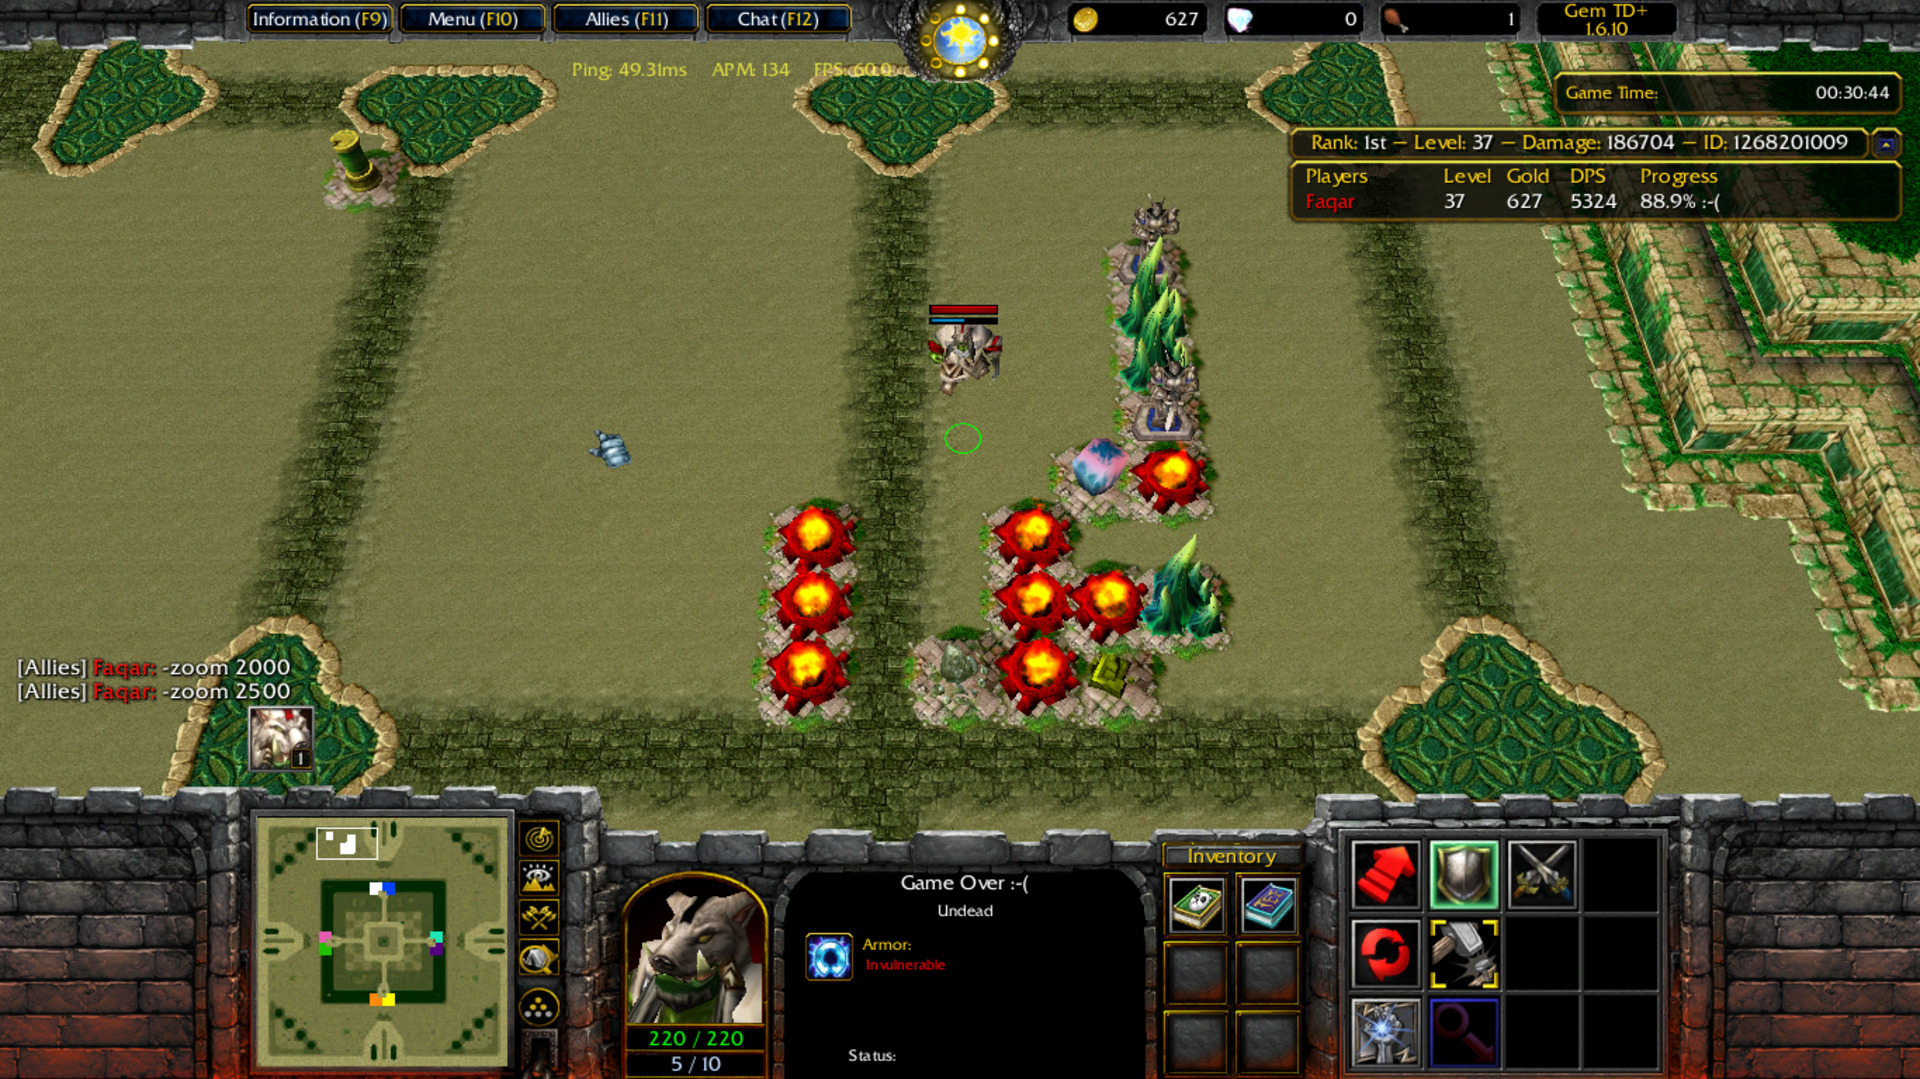 Information (F9)
Menu (F10)
Allies (F11)
Chat (F12)
627
0
1
Gem TD+
1.6.10
Ping: 49.31ms APM: 134 FPS: 60.0
Game Time: 00:30:44
Rank: 1st – Level: 37 – Damage: 186704 – ID: 1268201009
Players Level Gold DPS Progress
Faqar 37 627 5324 88.9% :-(
[Allies] Faqar: -zoom 2000
[Allies] Faqar: -zoom 2500
1
Game Over :-(
Undead
Armor:
Invulnerable
Status:
220 / 220
5 / 10
Inventory